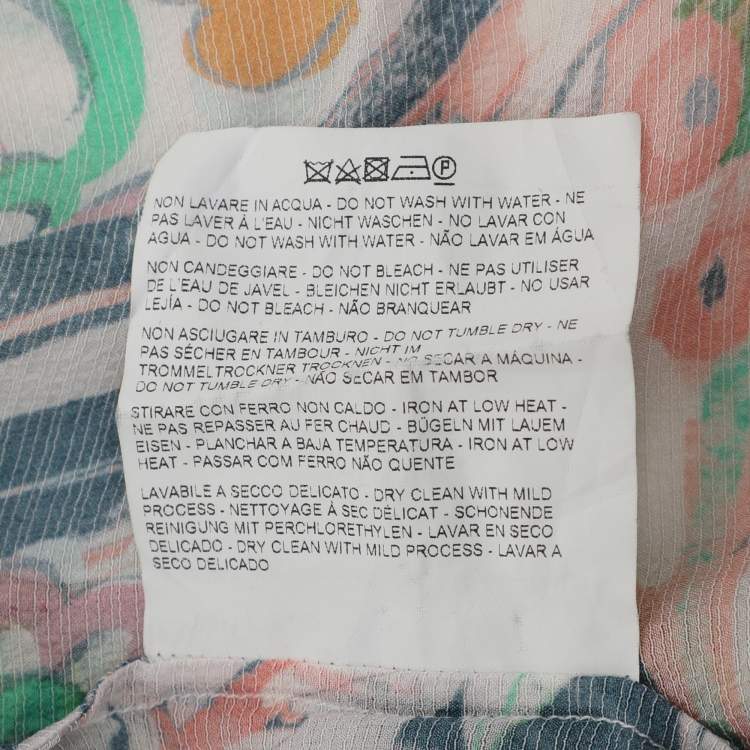 P
NON LAVARE IN ACQUA - DO NOT WASH WITH WATER - NE
PAS LAVER À L'EAU - NICHT WASCHEN - NO LAVAR CON
AGUA - DO NOT WASH WITH WATER - NÃO LAVAR EM ÁGUA
NON CANDEGGIARE - DO NOT BLEACH - NE PAS UTILISER
DE L'EAU DE JAVEL - BLEICHEN NICHT ERLAUBT - NO USAR
LEJÍA - DO NOT BLEACH - NÃO BRANQUEAR
NON ASCIUGARE IN TAMBURO - DO NOT TUMBLE DRY - NE
PAS SÉCHER EN TAMBOUR - NICHT IM
TROMMELTROCKNER TROCKNEN - NO SECAR A MÁQUINA -
DO NOT TUMBLE DRY - NÃO SECAR EM TAMBOR
STIRARE CON FERRO NON CALDO - IRON AT LOW HEAT -
NE PAS REPASSER AU FER CHAUD - BÜGELN MIT LAUEM
EISEN - PLANCHAR A BAJA TEMPERATURA - IRON AT LOW
HEAT - PASSAR COM FERRO NÃO QUENTE
LAVABILE A SECCO DELICATO - DRY CLEAN WITH MILD
PROCESS - NETTOYAGE À SEC DÉLICAT - SCHONENDE
REINIGUNG MIT PERCHLORETHYLEN - LAVAR EN SECO
DELICADO - DRY CLEAN WITH MILD PROCESS - LAVAR A
SECO DELICADO